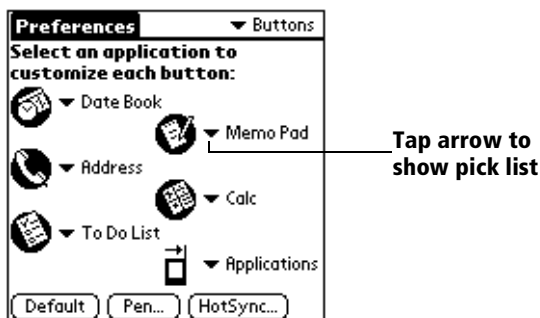 Preferences
Buttons
Select an application to
customize each button:
Date Book
Memo Pad
Tap arrow to
show pick list
Address
Calc
To Do List
Applications
Default Pen... HotSync...